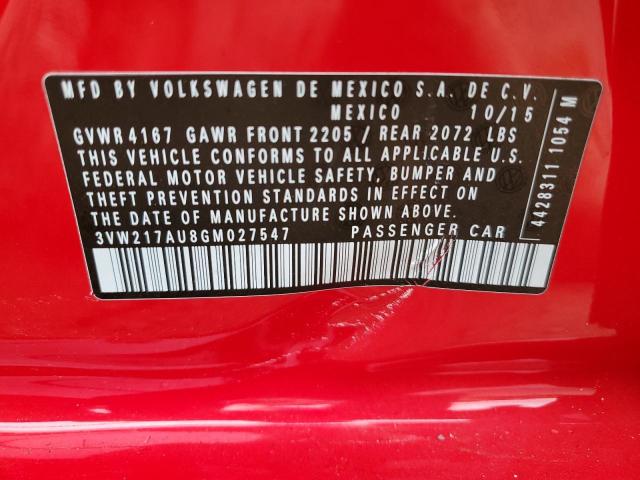 MFD BY VOLKSWAGEN DE MEXICO S.A. DE C.V.
MEXICO 10/15
GVWR 4167 GAWR FRONT 2205 / REAR 2072 LBS
THIS VEHICLE CONFORMS TO ALL APPLICABLE U.S.
FEDERAL MOTOR VEHICLE SAFETY, BUMPER AND
THEFT PREVENTION STANDARDS IN EFFECT ON
THE DATE OF MANUFACTURE SHOWN ABOVE.
3VW217AU8GM027547 PASSENGER CAR
4428311 1054 M